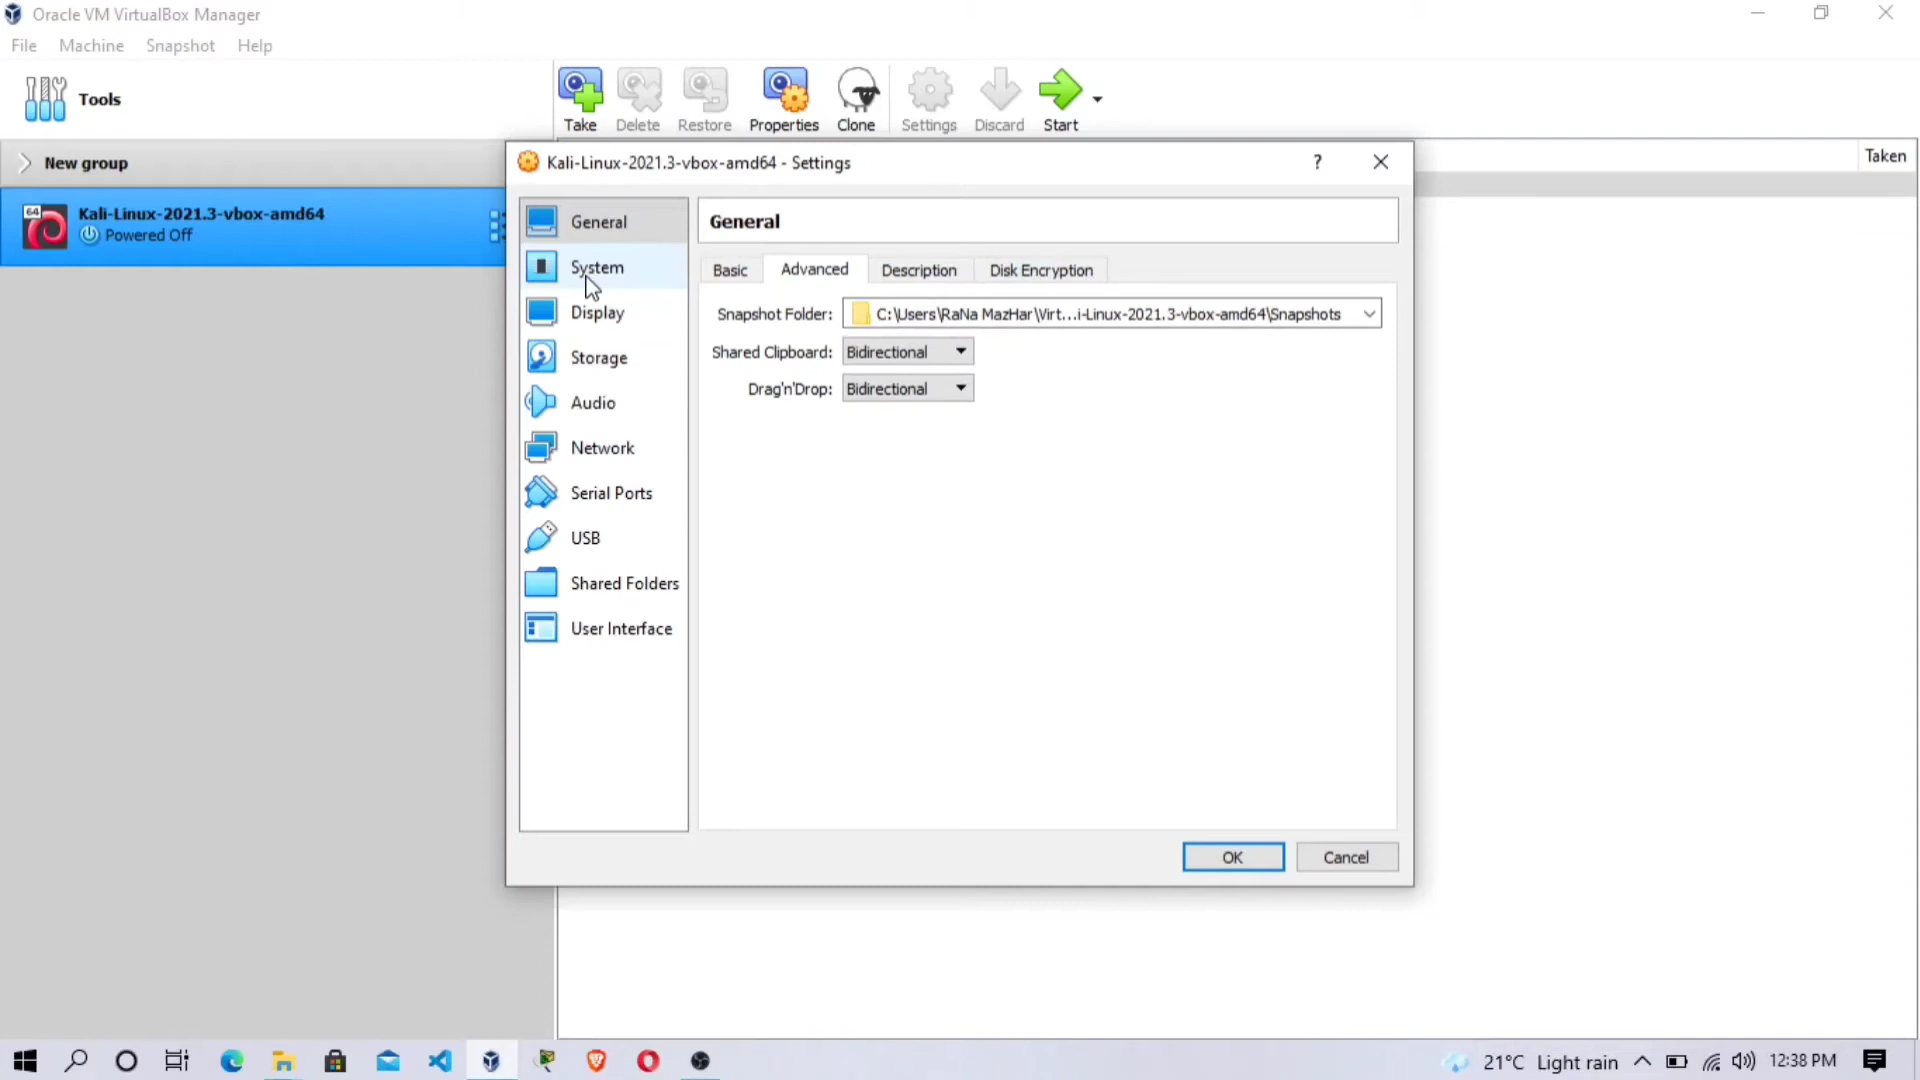 Oracle VM VirtualBox Manager
File Machine Snapshot Help
Tools
Take Delete Restore Properties Clone Settings Discard Start
New group
Taken
64
Kali-Linux-2021.3-vbox-amd64
Powered Off
Kali-Linux-2021.3-vbox-amd64 - Settings
?
General
System
Display
Storage
Audio
Network
Serial Ports
USB
Shared Folders
User Interface
General
Basic Advanced Description Disk Encryption
Snapshot Folder: C:\Users\RaNa MazHar\Virt...i-Linux-2021.3-vbox-amd64\Snapshots
Shared Clipboard: Bidirectional
Drag'n'Drop: Bidirectional
OK Cancel
21°C Light rain 12:38 PM